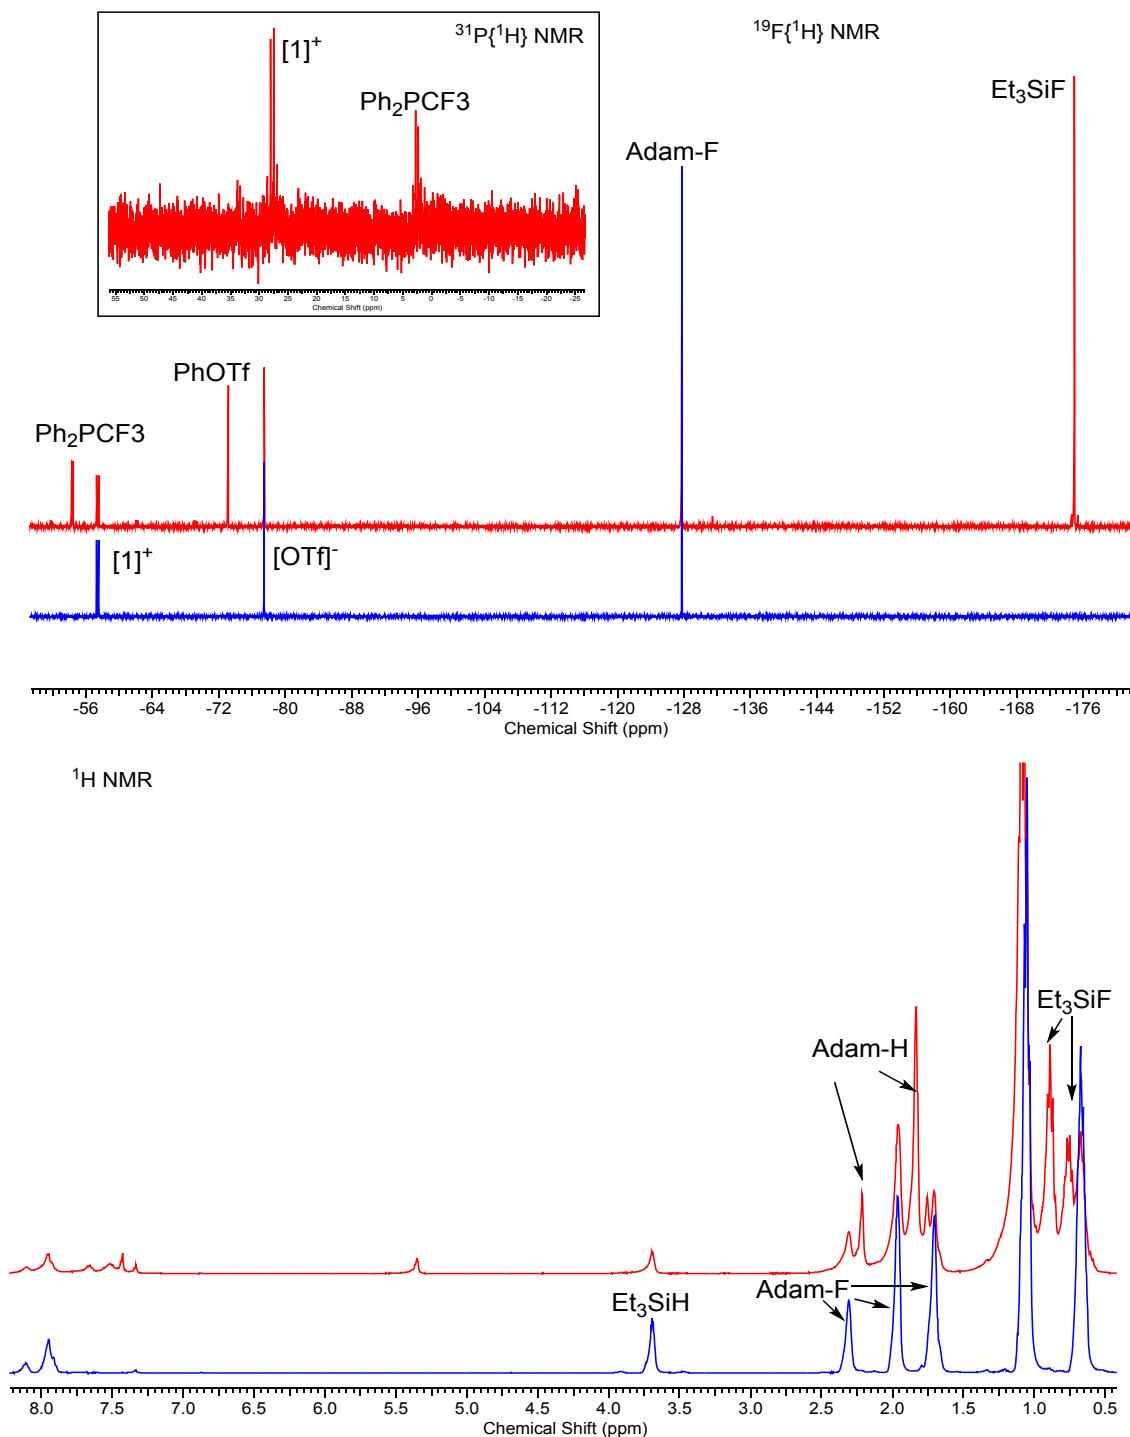 ³¹P{¹H} NMR
¹⁹F{¹H} NMR
[1]⁺
Ph₂PCF3
Et₃SiF
Adam-F
55 50 45 40 35 30 25 20 15 10 5 0 -5 -10 -15 -20 -25
Chemical Shift (ppm)
PhOTf
Ph₂PCF3
[1]⁺
[OTf]⁻
-56 -64 -72 -80 -88 -96 -104 -112 -120 -128 -136 -144 -152 -160 -168 -176
Chemical Shift (ppm)
¹H NMR
Et₃SiF
Adam-H
Et₃SiH
Adam-F
8.0 7.5 7.0 6.5 6.0 5.5 5.0 4.5 4.0 3.5 3.0 2.5 2.0 1.5 1.0 0.5
Chemical Shift (ppm)